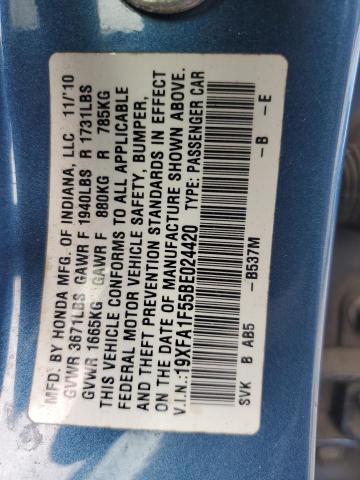 MFD. BY HONDA MFG. OF INDIANA, LLC 11/'10
GVWR 3671LBS GAWR F 1940LBS R 1731LBS
GVWR 1665KG GAWR F 880KG R 785KG
THIS VEHICLE CONFORMS TO ALL APPLICABLE
FEDERAL MOTOR VEHICLE SAFETY, BUMPER,
AND THEFT PREVENTION STANDARDS IN EFFECT
ON THE DATE OF MANUFACTURE SHOWN ABOVE.
V.I.N.:19XFA1F55BE024420 TYPE: PASSENGER CAR
SVK B AB5 -B537M -B -E